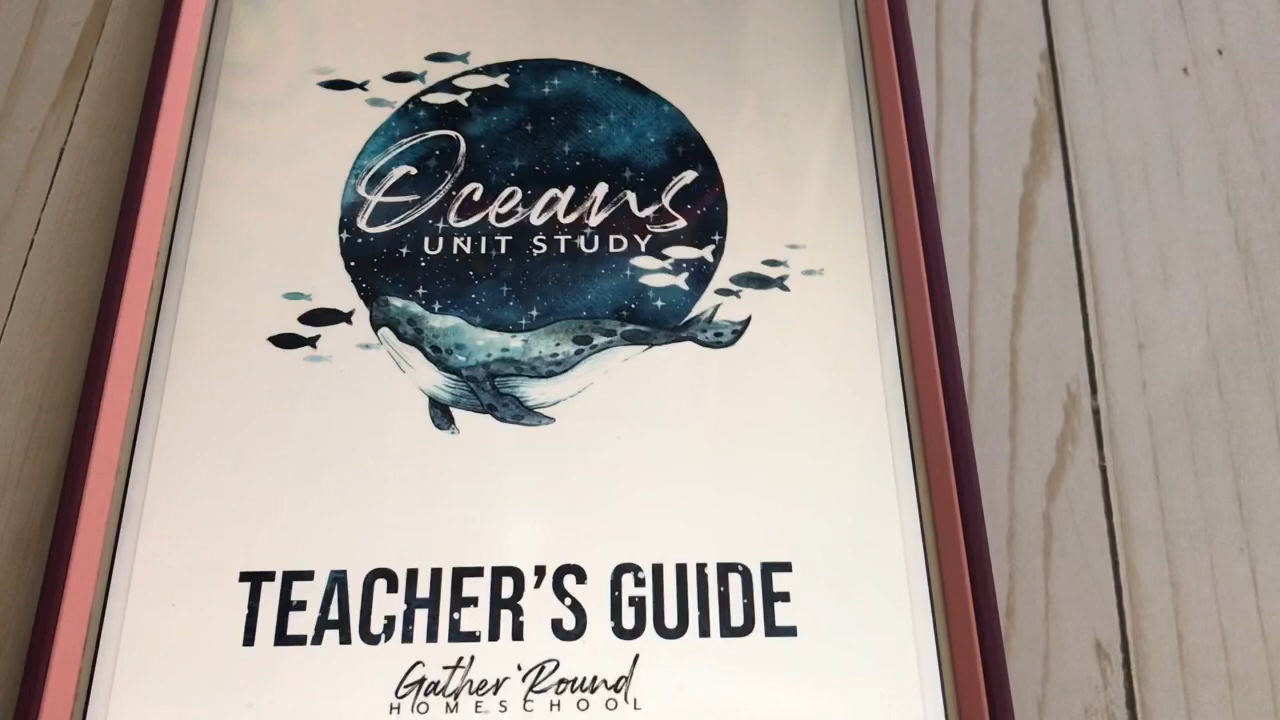 Oceans
UNIT STUDY
TEACHER'S GUIDE
Gather 'Round
HOMESCHOOL